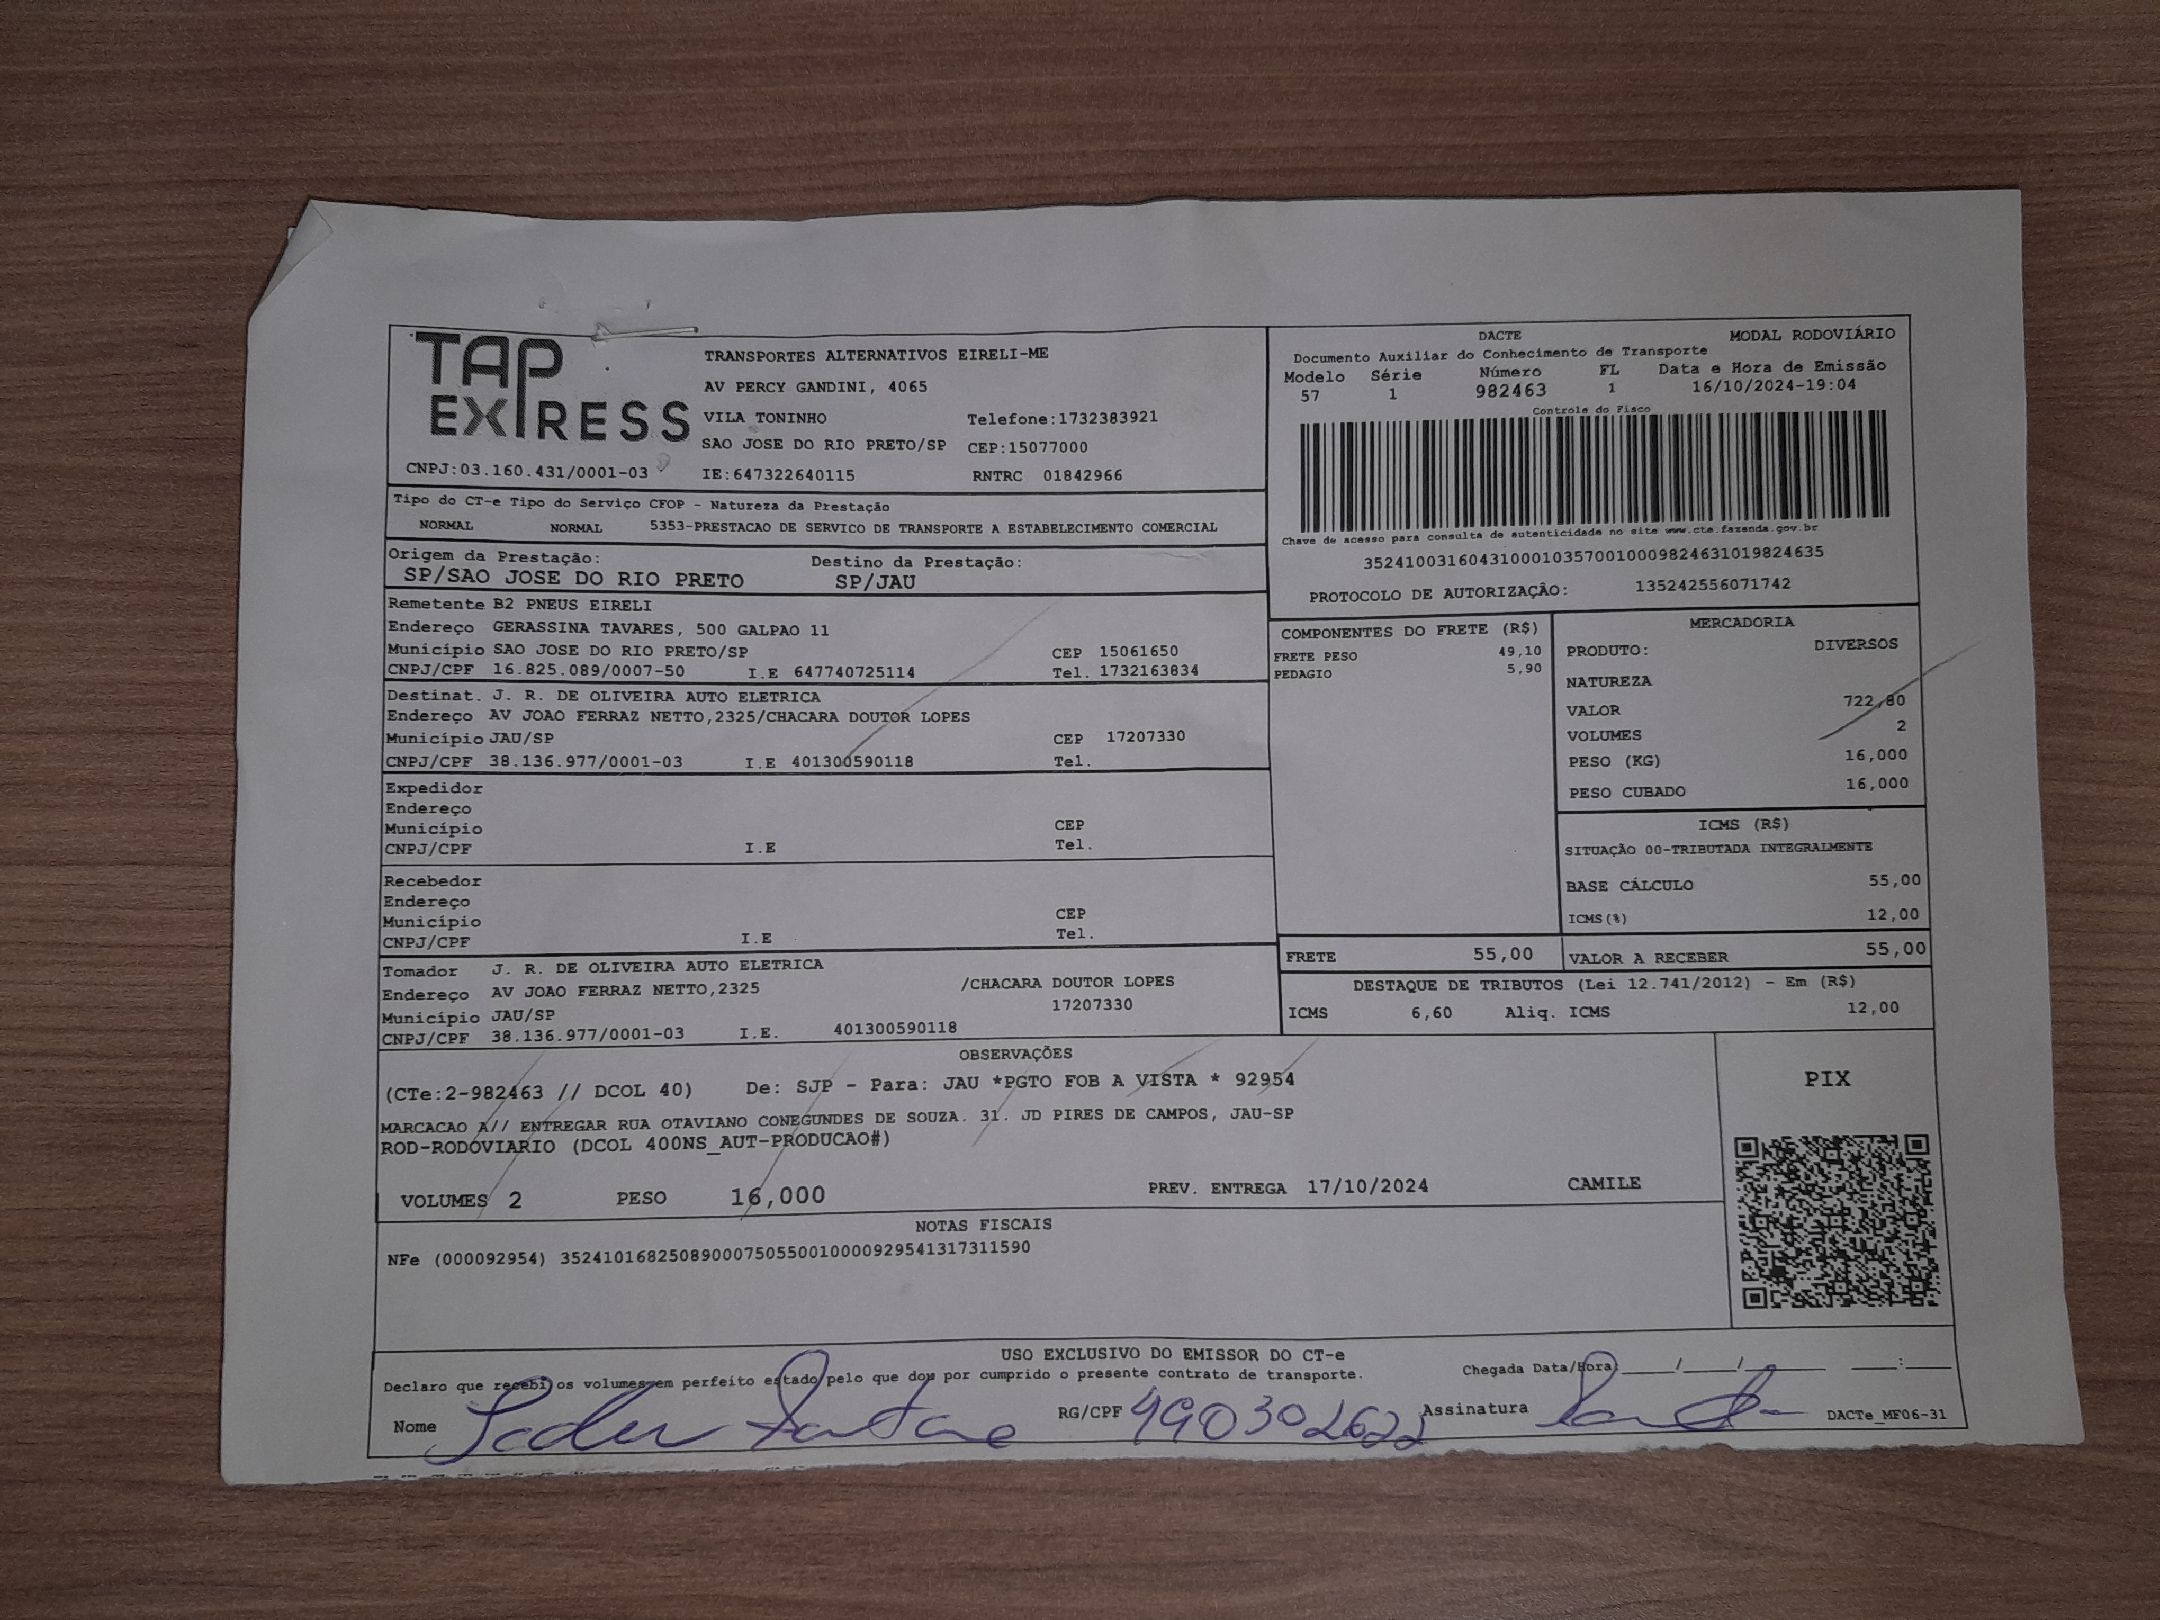 TAP
EXPRESS
TRANSPORTES ALTERNATIVOS EIRELI-ME
AV PERCY GANDINI, 4065
VILA TONINHO Telefone:1732383921
SAO JOSE DO RIO PRETO/SP CEP:15077000
CNPJ:03.160.431/0001-03 IE:647322640115 RNTRC 01842966
DACTE MODAL RODOVIÁRIO
Documento Auxiliar do Conhecimento de Transporte
Modelo Série Número FL Data e Hora de Emissão
57 1 982463 1 16/10/2024-19:04
Controle do Fisco
Chave de acesso para consulta de autenticidade no site www.cte.fazenda.gov.br
35241003160431000103570010009824631019824635
PROTOCOLO DE AUTORIZAÇÃO: 135242556071742
Tipo do CT-e Tipo do Serviço CFOP - Natureza da Prestação
NORMAL NORMAL 5353-PRESTACAO DE SERVICO DE TRANSPORTE A ESTABELECIMENTO COMERCIAL
Origem da Prestação: Destino da Prestação:
SP/SAO JOSE DO RIO PRETO SP/JAU
Remetente B2 PNEUS EIRELI
Endereço GERASSINA TAVARES, 500 GALPAO 11
Município SAO JOSE DO RIO PRETO/SP CEP 15061650
CNPJ/CPF 16.825.089/0007-50 I.E 647740725114 Tel. 1732163834
Destinat. J. R. DE OLIVEIRA AUTO ELETRICA
Endereço AV JOAO FERRAZ NETTO,2325/CHACARA DOUTOR LOPES
Município JAU/SP CEP 17207330
CNPJ/CPF 38.136.977/0001-03 I.E 401300590118 Tel.
Expedidor
Endereço
Município CEP
CNPJ/CPF I.E Tel.
Recebedor
Endereço
Município CEP
CNPJ/CPF I.E Tel.
Tomador J. R. DE OLIVEIRA AUTO ELETRICA
Endereço AV JOAO FERRAZ NETTO,2325 /CHACARA DOUTOR LOPES
Município JAU/SP 17207330
CNPJ/CPF 38.136.977/0001-03 I.E. 401300590118
COMPONENTES DO FRETE (R$)
FRETE PESO 49,10
PEDAGIO 5,90
MERCADORIA
PRODUTO: DIVERSOS
NATUREZA
VALOR 722,80
VOLUMES 2
PESO (KG) 16,000
PESO CUBADO 16,000
ICMS (R$)
SITUAÇÃO 00-TRIBUTADA INTEGRALMENTE
BASE CÁLCULO 55,00
ICMS(%) 12,00
FRETE 55,00 VALOR A RECEBER 55,00
DESTAQUE DE TRIBUTOS (Lei 12.741/2012) - Em (R$)
ICMS 6,60 Aliq. ICMS 12,00
OBSERVAÇÕES
(CTe:2-982463 // DCOL 40) De: SJP - Para: JAU *PGTO FOB A VISTA * 92954
MARCACAO A// ENTREGAR RUA OTAVIANO CONEGUNDES DE SOUZA. 31. JD PIRES DE CAMPOS, JAU-SP
ROD-RODOVIARIO (DCOL 400NS_AUT-PRODUCAO#)
VOLUMES 2 PESO 16,000 PREV. ENTREGA 17/10/2024 CAMILE
PIX
NOTAS FISCAIS
NFe (000092954) 35241016825089000750550010000929541317311590
USO EXCLUSIVO DO EMISSOR DO CT-e
Declaro que recebi os volumes em perfeito estado pelo que dou por cumprido o presente contrato de transporte. Chegada Data/Hora: ____/____/______ ____:____
Nome RG/CPF 490302622 Assinatura DACTe_MF06-31